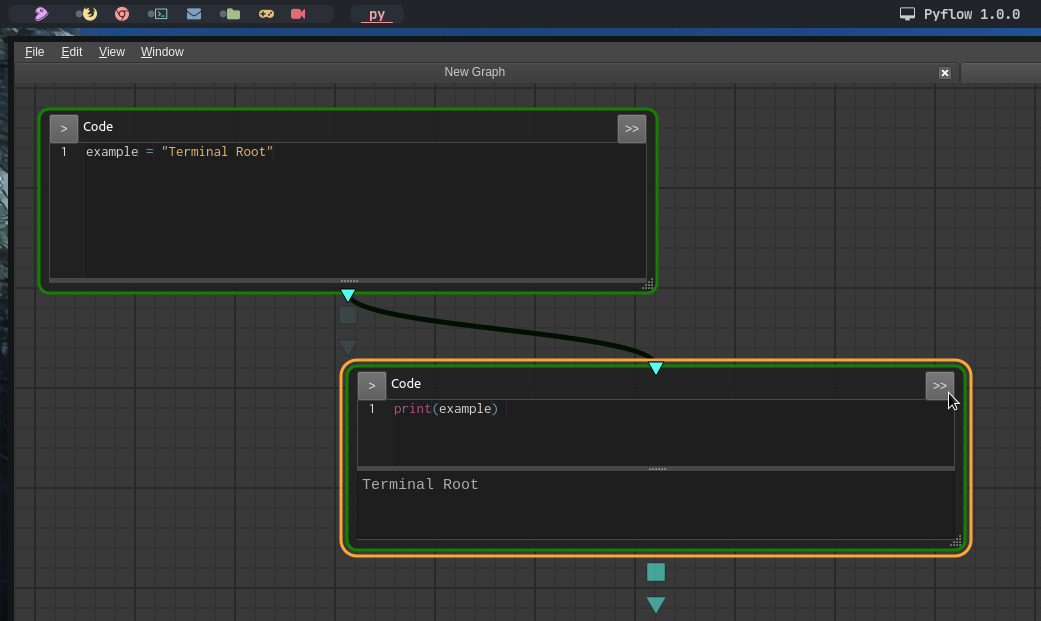 py
Pyflow 1.0.0
File Edit View Window
New Graph
> Code >>
1 example = "Terminal Root"
> Code >>
1 print(example)
Terminal Root